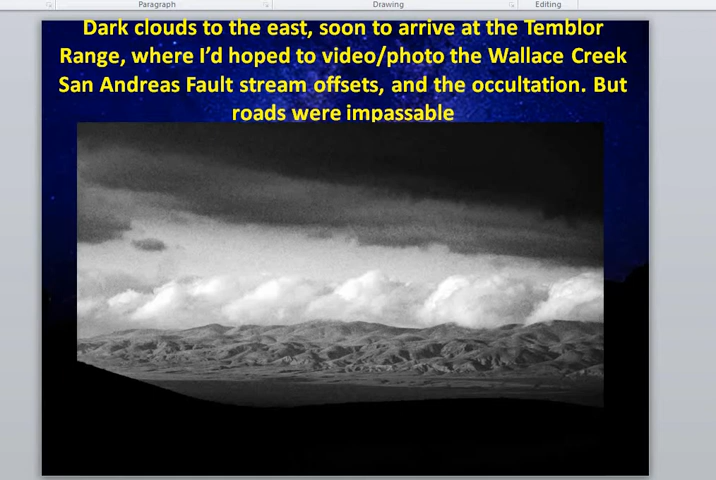 Paragraph Drawing Editing
Dark clouds to the east, soon to arrive at the Temblor
Range, where I'd hoped to video/photo the Wallace Creek
San Andreas Fault stream offsets, and the occultation. But
roads were impassable